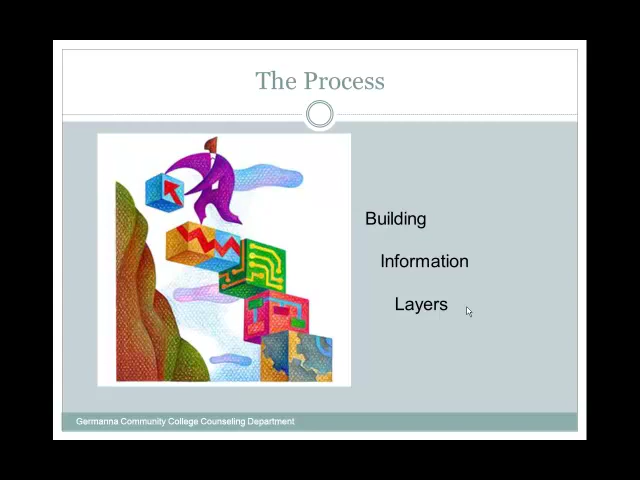 The Process
Building
Information
Layers
Germanna Community College Counseling Department